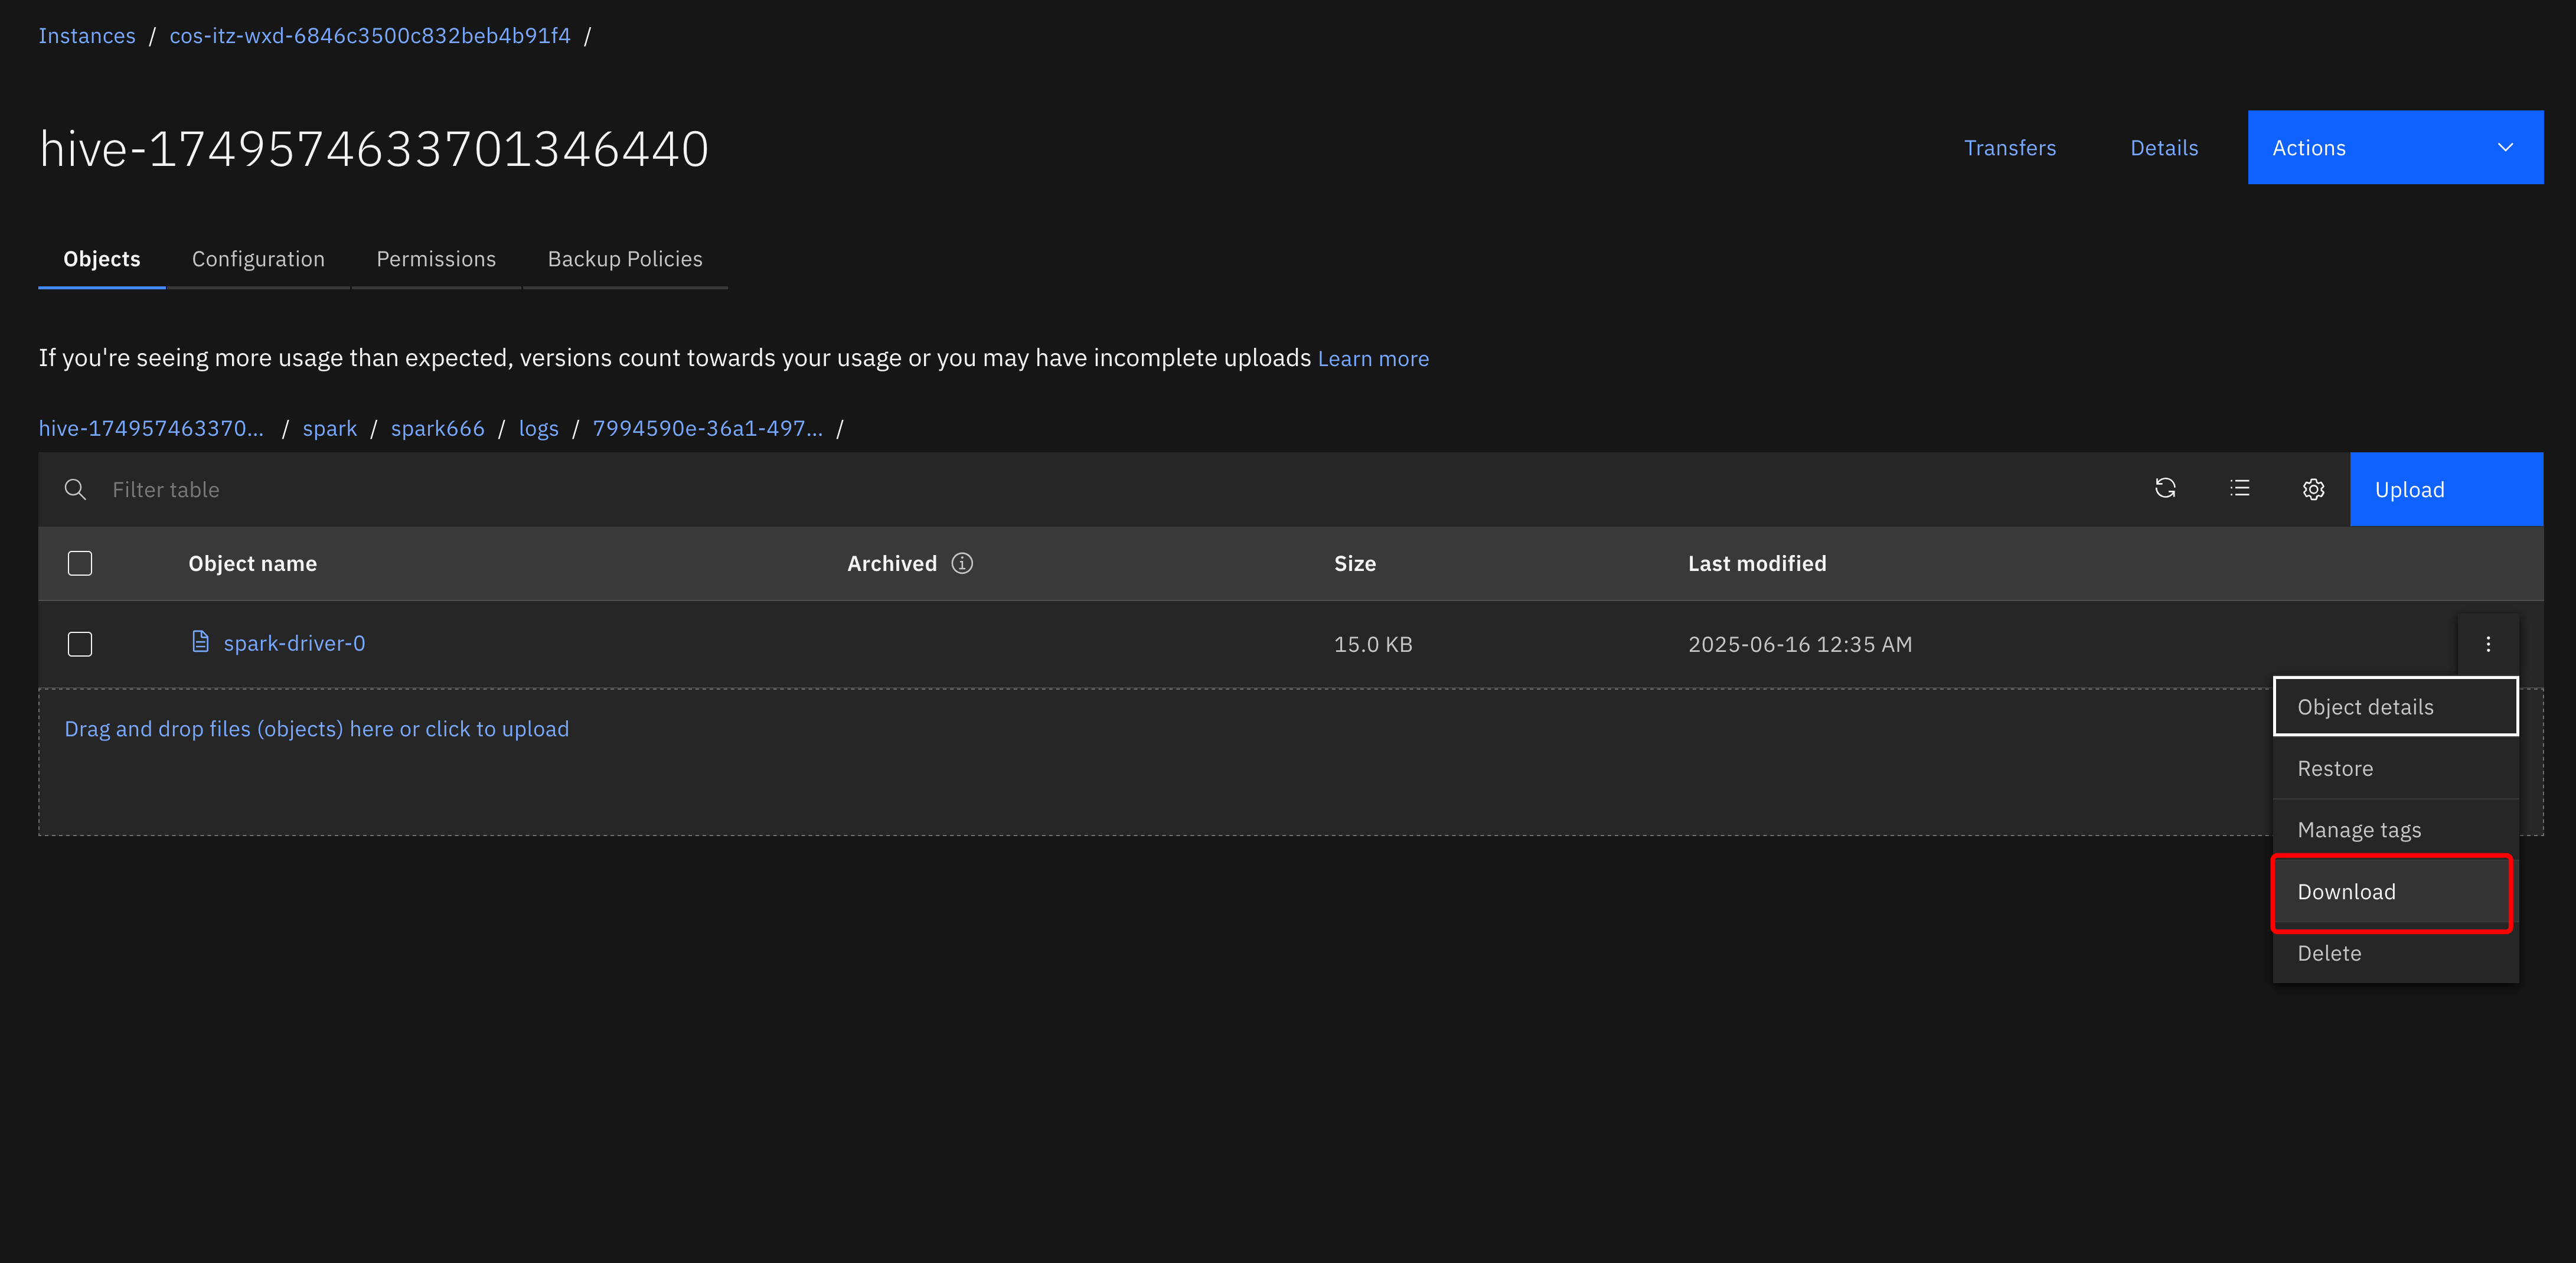 Instances / cos-itz-wxd-6846c3500c832beb4b91f4 /
hive-1749574633701346440
Transfers Details Actions
Objects Configuration Permissions Backup Policies
If you're seeing more usage than expected, versions count towards your usage or you may have incomplete uploads Learn more
hive-174957463370... / spark / spark666 / logs / 7994590e-36a1-497... /
Filter table Upload
Object name Archived Size Last modified
spark-driver-0 15.0 KB 2025-06-16 12:35 AM
Object details
Drag and drop files (objects) here or click to upload
Restore
Manage tags
Download
Delete